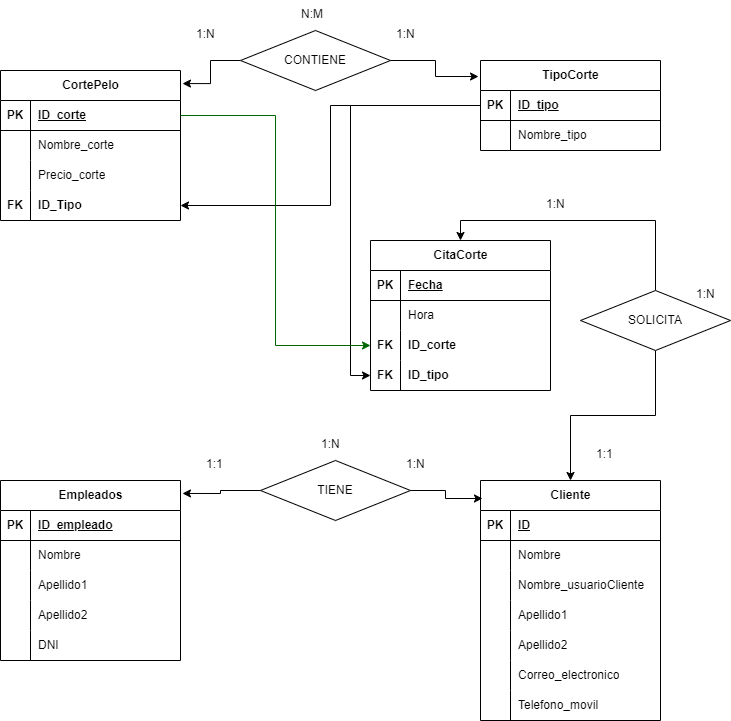 N:M
1:N
1:N
CONTIENE
CortePelo
PK ID_corte
Nombre_corte
Precio_corte
FK ID_Tipo
TipoCorte
PK ID_tipo
Nombre_tipo
1:N
CitaCorte
PK Fecha
Hora
FK ID_corte
FK ID_tipo
1:N
SOLICITA
1:1
1:N
1:1
1:N
TIENE
Empleados
PK ID_empleado
Nombre
Apellido1
Apellido2
DNI
Cliente
PK ID
Nombre
Nombre_usuarioCliente
Apellido1
Apellido2
Correo_electronico
Telefono_movil